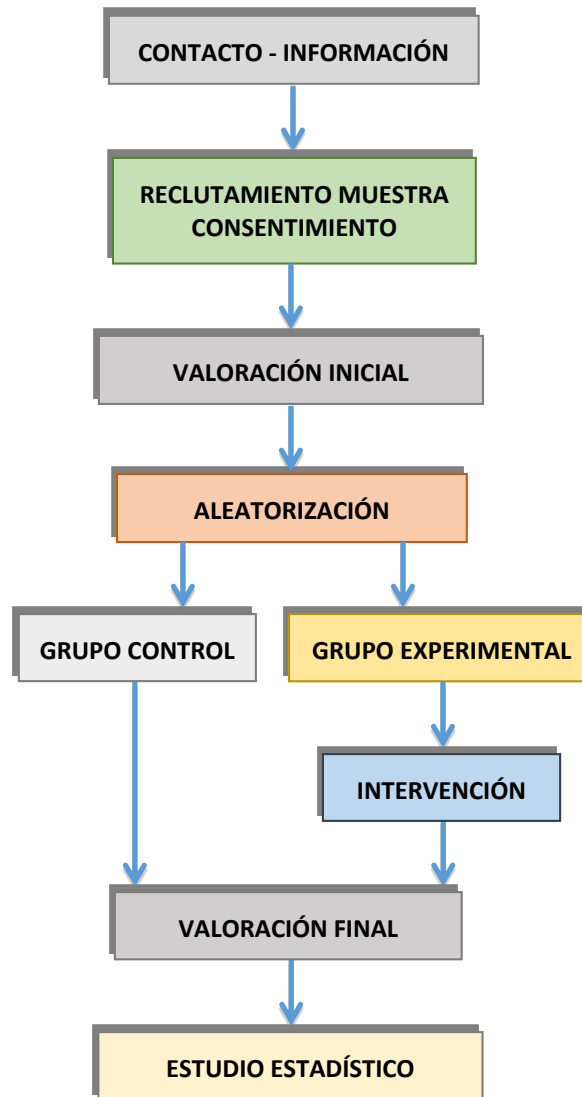 CONTACTO - INFORMACIÓN
RECLUTAMIENTO MUESTRA
CONSENTIMIENTO
VALORACIÓN INICIAL
ALEATORIZACIÓN
GRUPO CONTROL
GRUPO EXPERIMENTAL
INTERVENCIÓN
VALORACIÓN FINAL
ESTUDIO ESTADÍSTICO